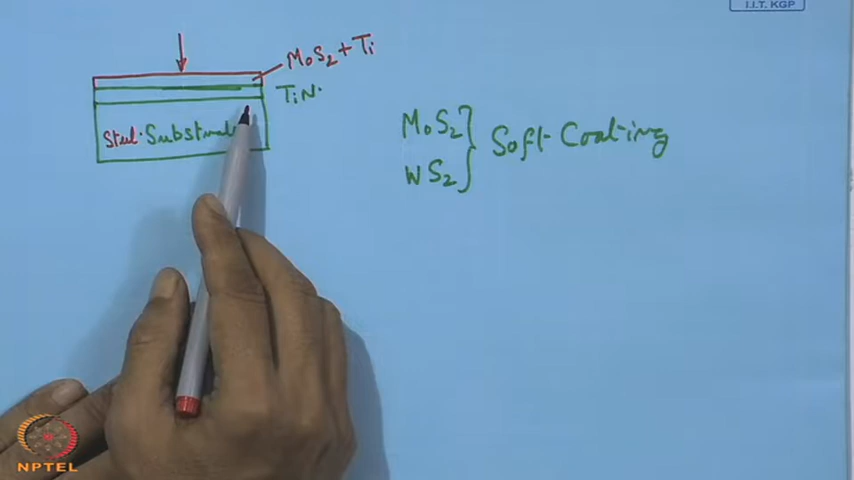 I.I.T. KGP
MoS2 + Ti
TiN.
Steel. Substrate
MoS2
WS2
Soft Coating
NPTEL